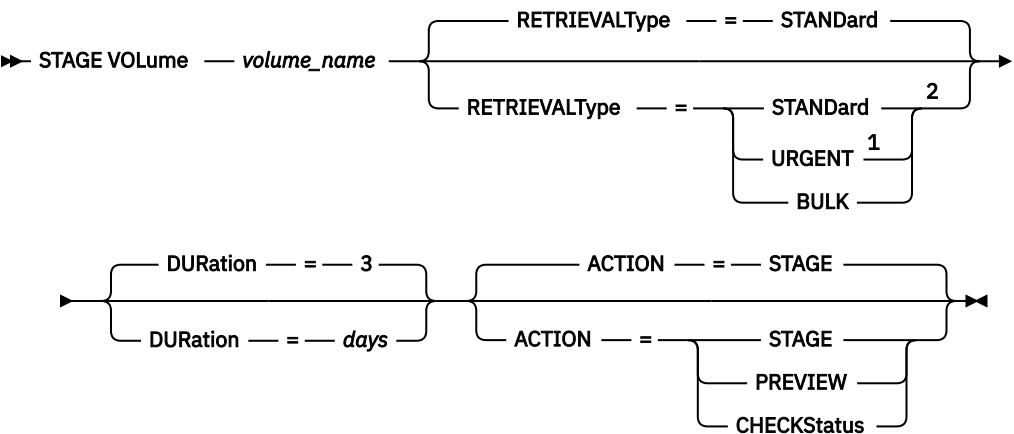 RETRIEVALType = STANDard
STAGE VOLume volume_name
RETRIEVALType = STANDard 2
URGENT 1
BULK
DURation = 3 ACTION = STAGE
DURation = days ACTION = STAGE
PREVIEW
CHECKStatus